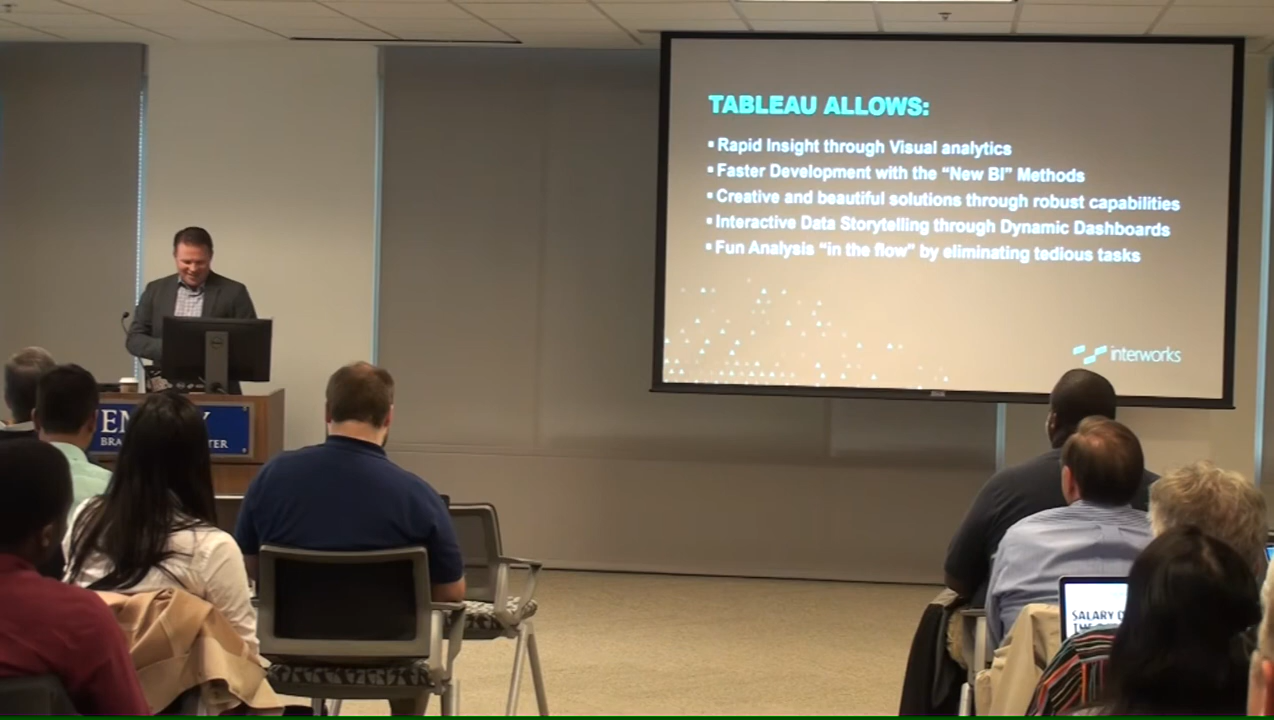 TABLEAU ALLOWS:
▪ Rapid Insight through Visual analytics
▪ Faster Development with the “New BI” Methods
▪ Creative and beautiful solutions through robust capabilities
▪ Interactive Data Storytelling through Dynamic Dashboards
▪ Fun Analysis “in the flow” by eliminating tedious tasks
interworks
SALARY